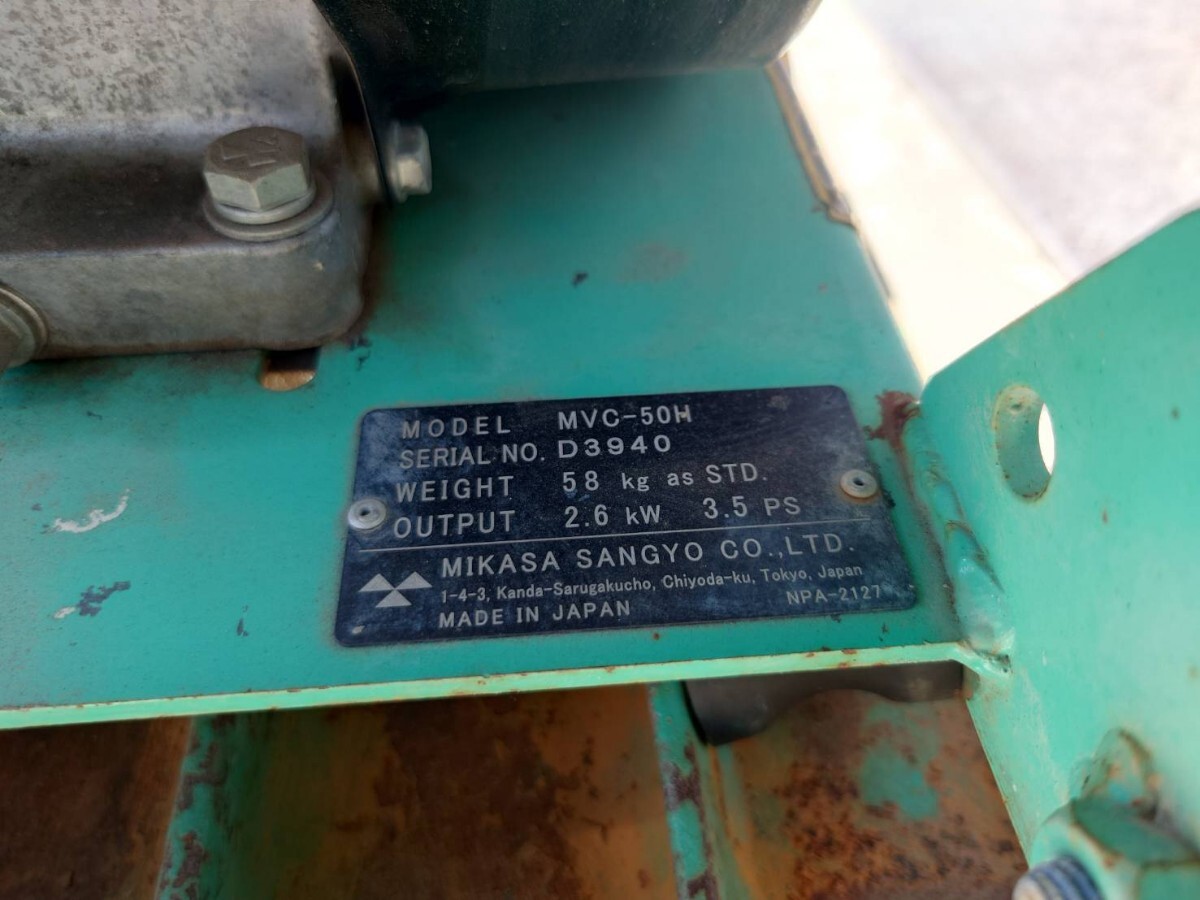 MODEL MVC-50H
SERIAL NO. D3940
WEIGHT 58 kg as STD.
OUTPUT 2.6 kW 3.5 PS
MIKASA SANGYO CO.,LTD.
1-4-3, Kanda-Sarugakucho, Chiyoda-ku, Tokyo, Japan
MADE IN JAPAN NPA-2127